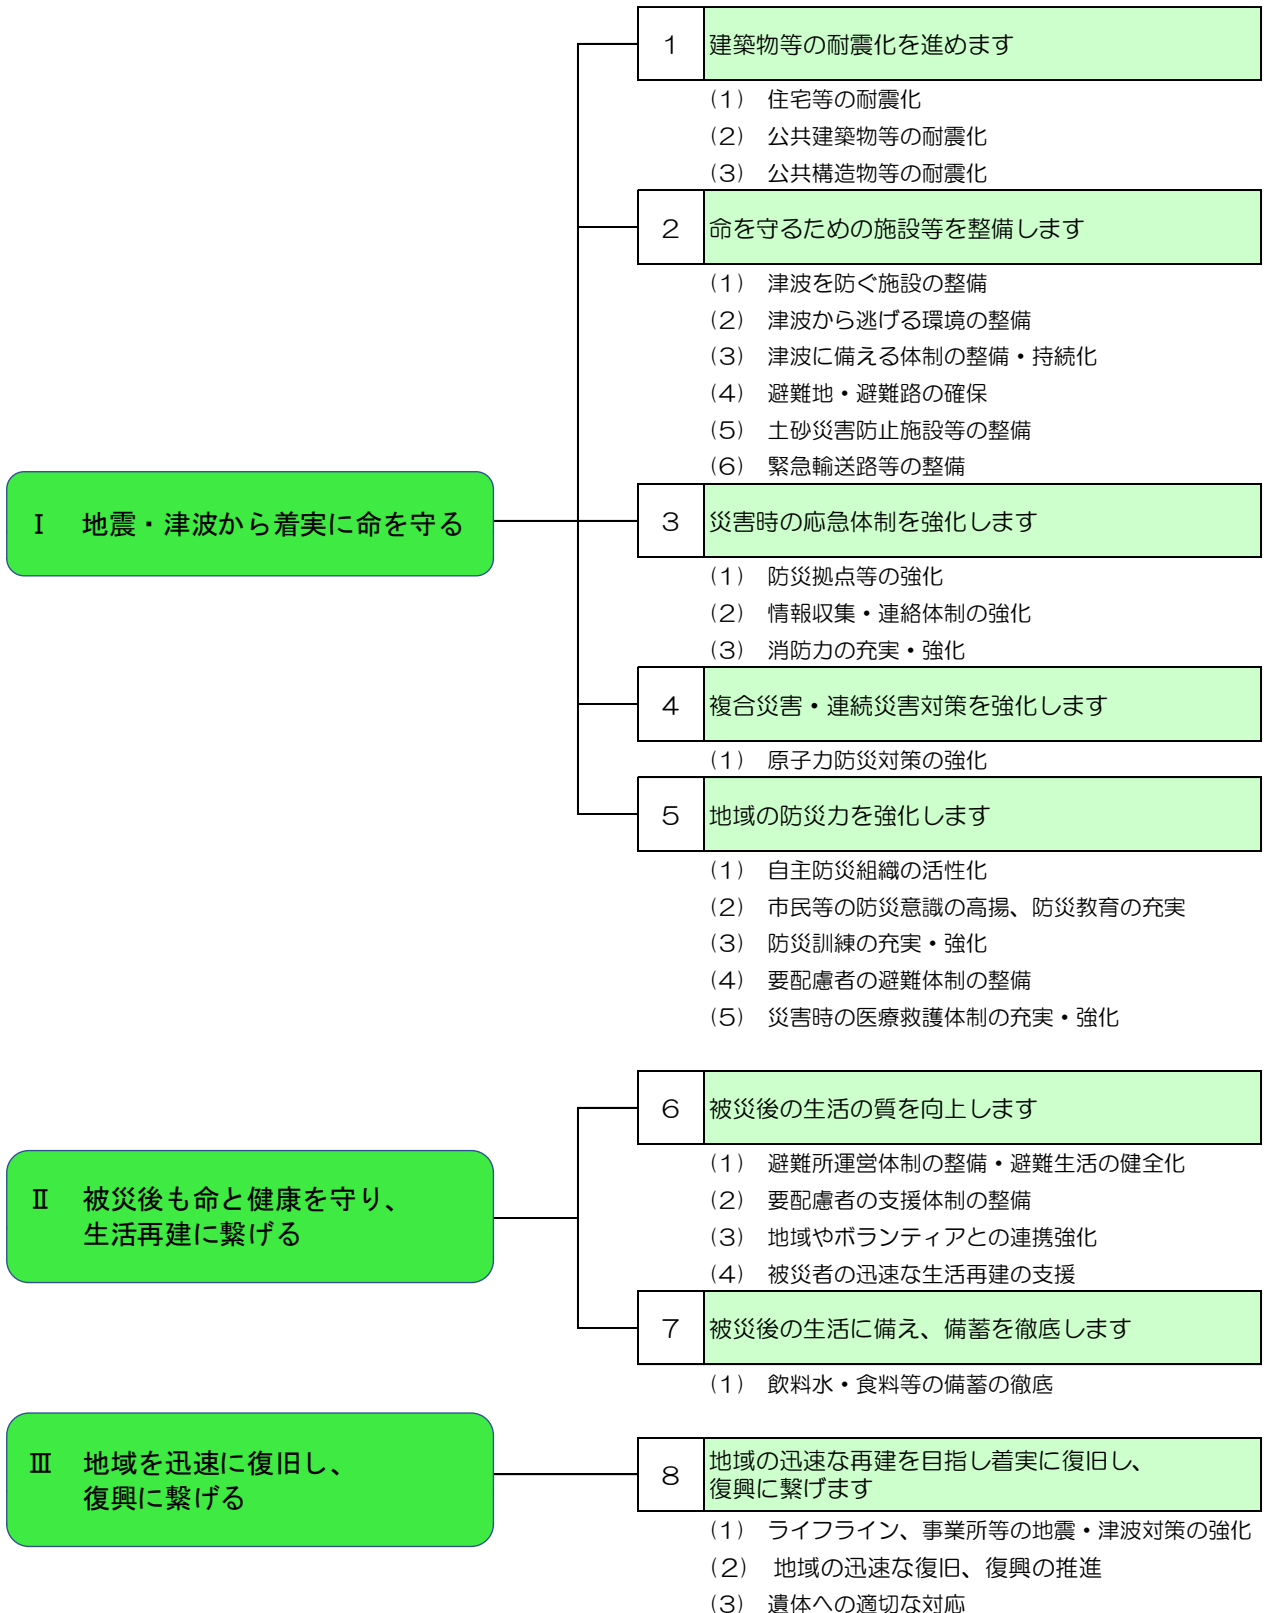 1 建築物等の耐震化を進めます
(1) 住宅等の耐震化
(2) 公共建築物等の耐震化
(3) 公共構造物等の耐震化
2 命を守るための施設等を整備します
(1) 津波を防ぐ施設の整備
(2) 津波から逃げる環境の整備
(3) 津波に備える体制の整備・持続化
(4) 避難地・避難路の確保
(5) 土砂災害防止施設等の整備
(6) 緊急輸送路等の整備
Ⅰ 地震・津波から着実に命を守る
3 災害時の応急体制を強化します
(1) 防災拠点等の強化
(2) 情報収集・連絡体制の強化
(3) 消防力の充実・強化
4 複合災害・連続災害対策を強化します
(1) 原子力防災対策の強化
5 地域の防災力を強化します
(1) 自主防災組織の活性化
(2) 市民等の防災意識の高揚、防災教育の充実
(3) 防災訓練の充実・強化
(4) 要配慮者の避難体制の整備
(5) 災害時の医療救護体制の充実・強化
Ⅱ 被災後も命と健康を守り、
生活再建に繋げる
6 被災後の生活の質を向上します
(1) 避難所運営体制の整備・避難生活の健全化
(2) 要配慮者の支援体制の整備
(3) 地域やボランティアとの連携強化
(4) 被災者の迅速な生活再建の支援
7 被災後の生活に備え、備蓄を徹底します
(1) 飲料水・食料等の備蓄の徹底
Ⅲ 地域を迅速に復旧し、
復興に繋げる
8 地域の迅速な再建を目指し着実に復旧し、
復興に繋げます
(1) ライフライン、事業所等の地震・津波対策の強化
(2) 地域の迅速な復旧、復興の推進
(3) 遺体への適切な対応